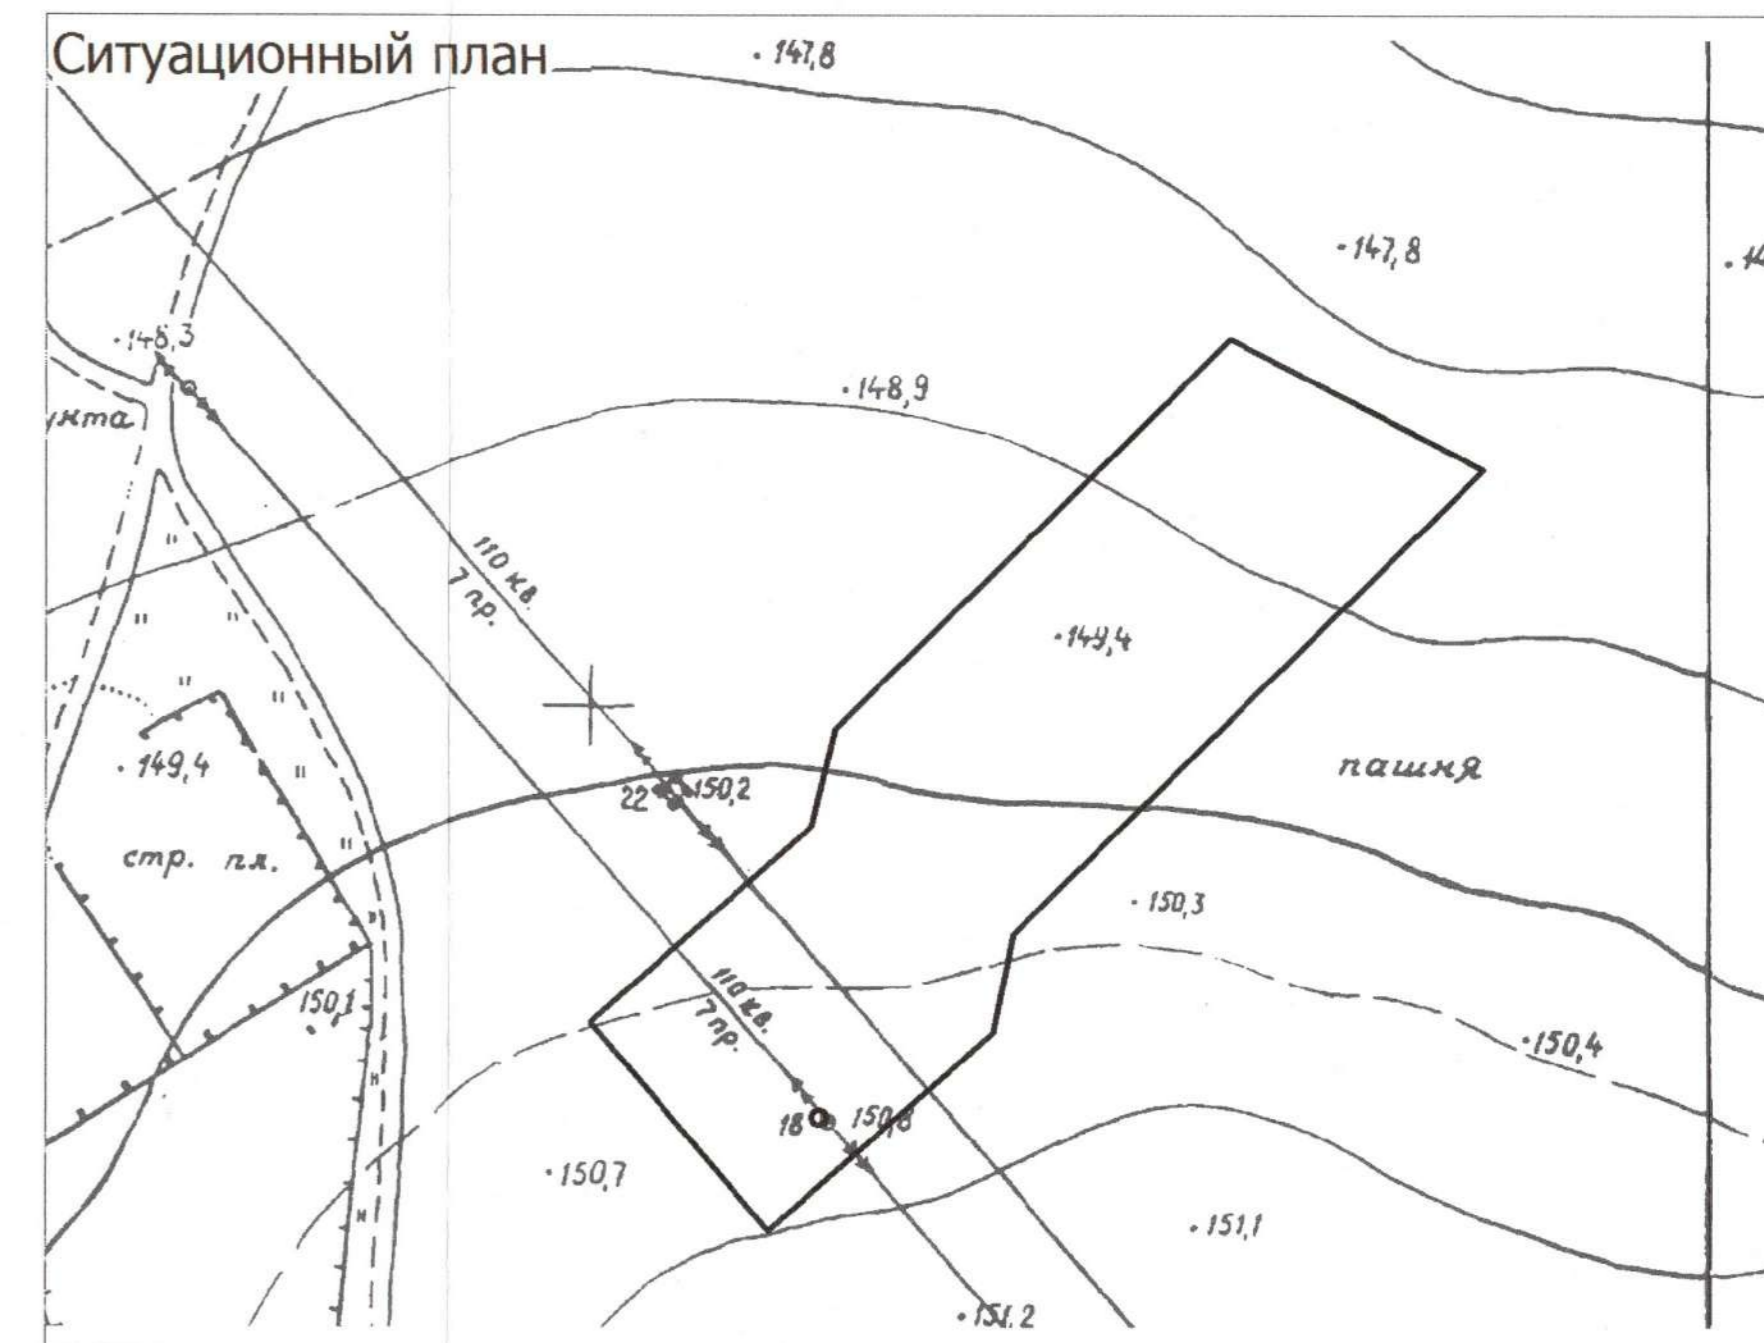 Ситуационный план
147,8
147,8
148,3
унта
148,9
110 кв.
7 пр.
149,4
149,4
пашня
22
150,2
стр. пл.
150,3
150,1
110 кв.
7 пр.
150,4
18
150,8
150,7
151,1
151,2